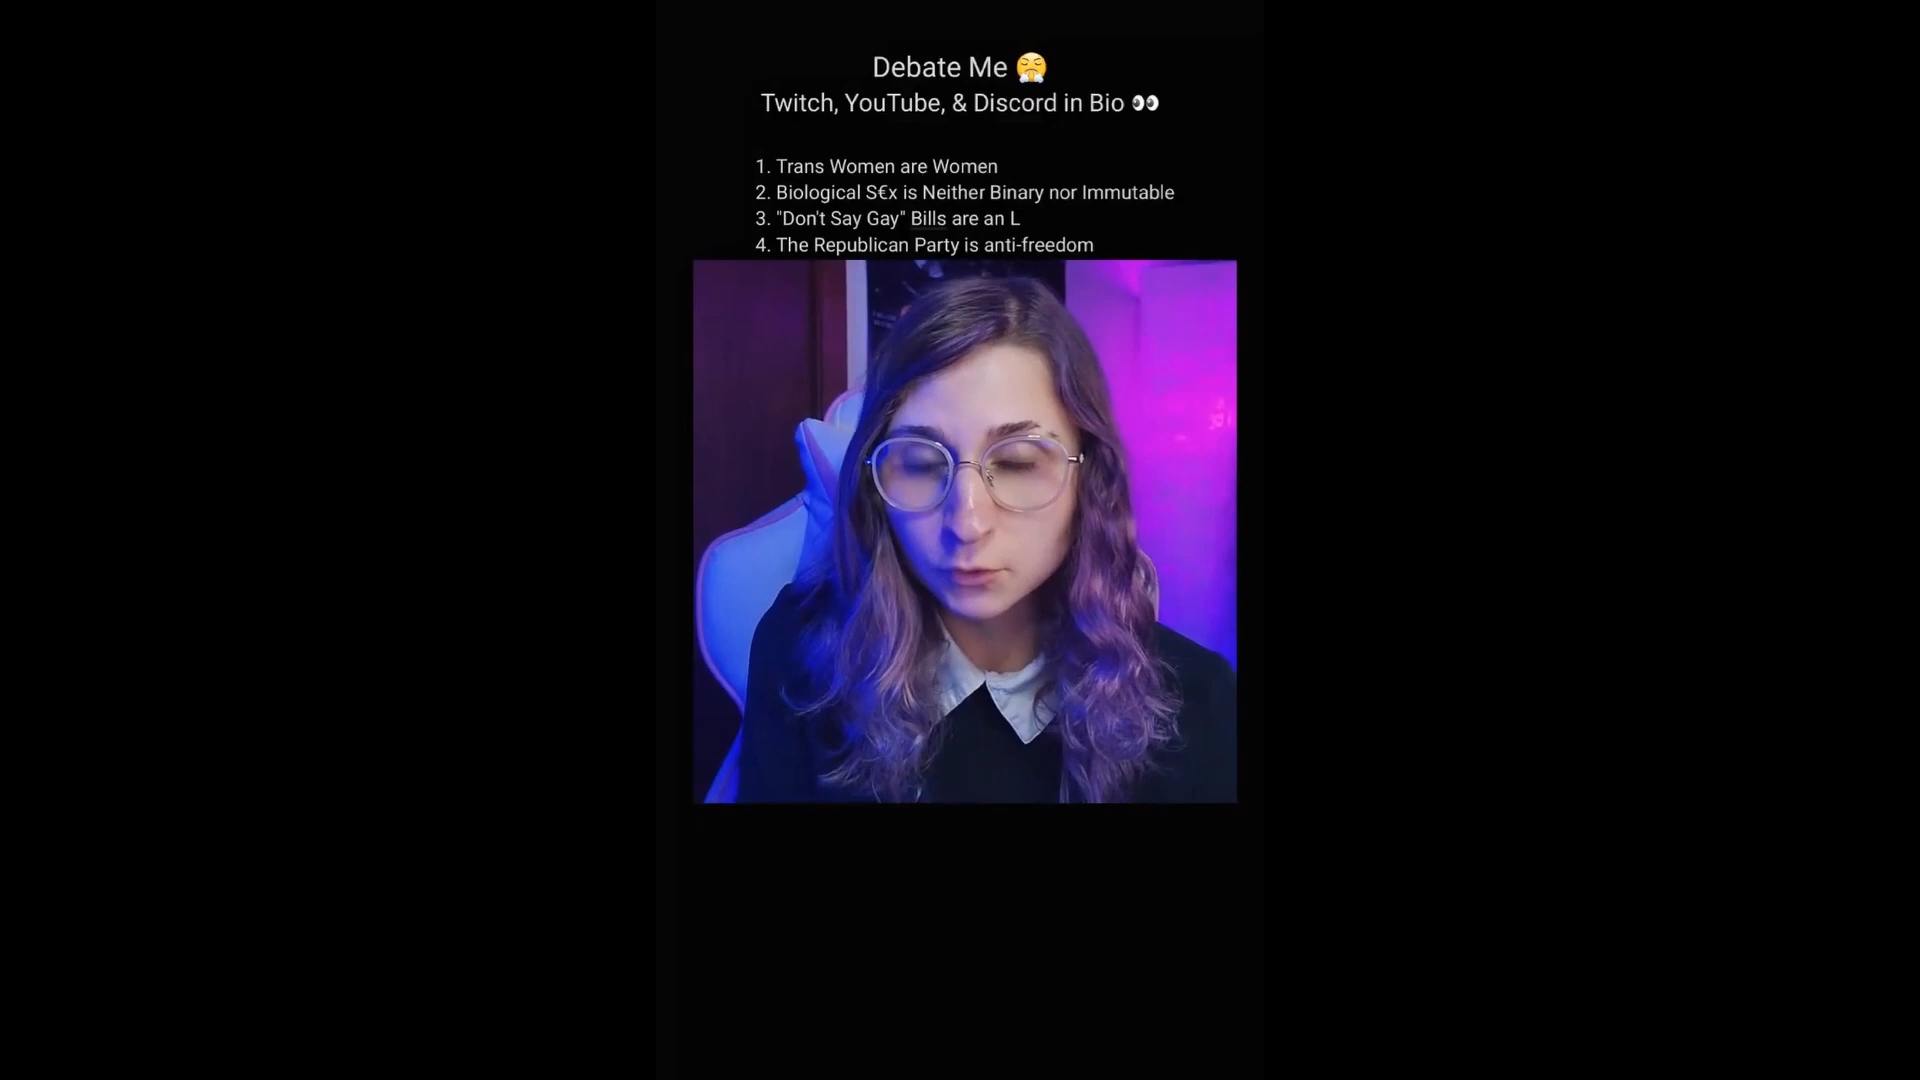 Debate Me 😤
Twitch, YouTube, & Discord in Bio 👀
1. Trans Women are Women
2. Biological S€x is Neither Binary nor Immutable
3. "Don't Say Gay" Bills are an L
4. The Republican Party is anti-freedom